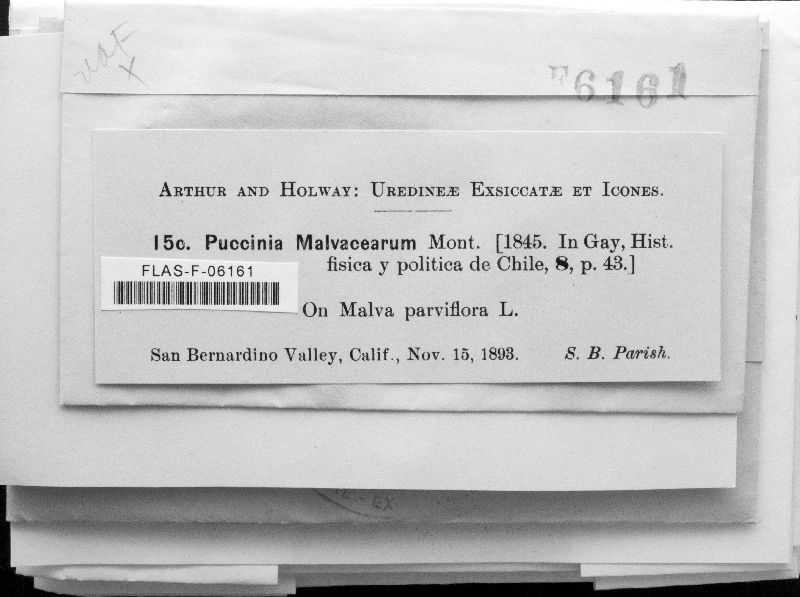 F6161
ARTHUR AND HOLWAY: UREDINEÆ EXSICCATÆ ET ICONES.
15c. Puccinia Malvacearum Mont. [1845. In Gay, Hist.
fisica y politica de Chile, 8, p. 43.]
FLAS-F-06161
On Malva parviflora L.
San Bernardino Valley, Calif., Nov. 15, 1893. S. B. Parish.